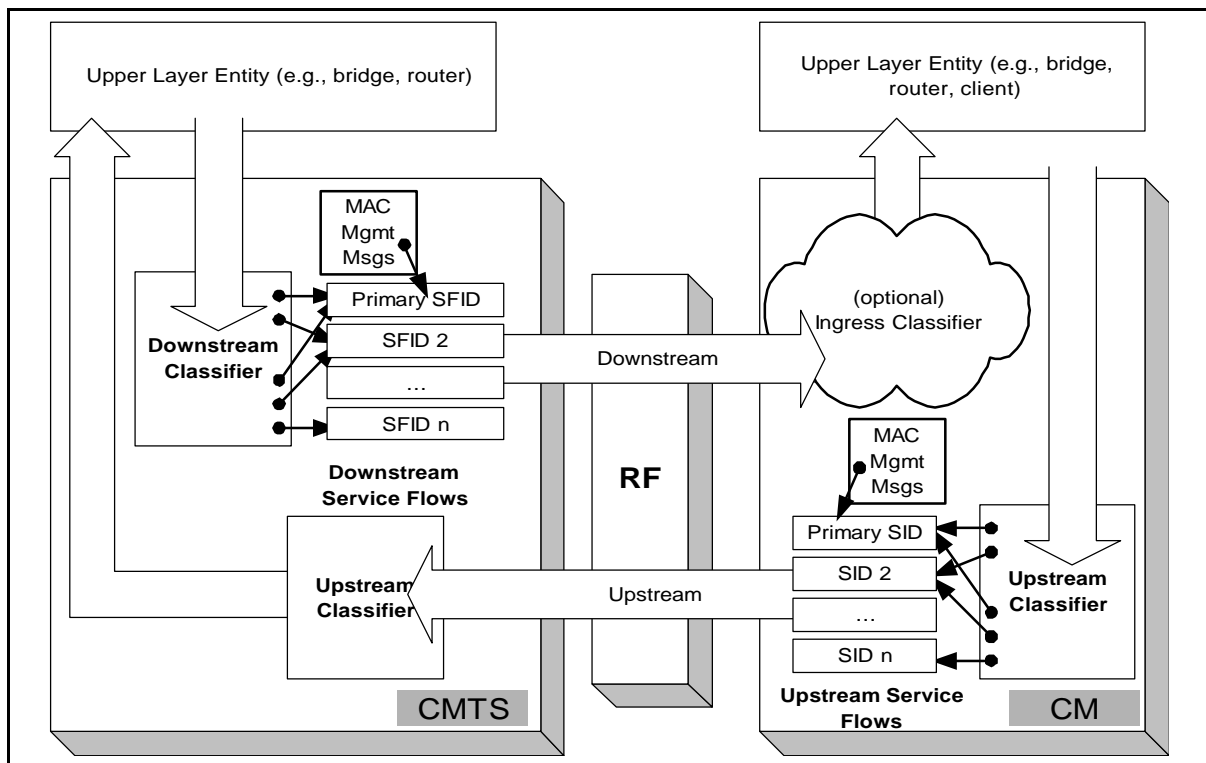 Upper Layer Entity (e.g., bridge, router)
Upper Layer Entity (e.g., bridge,
router, client)
MAC
Mgmt
Msgs
Primary SFID
SFID 2
...
SFID n
Downstream
Classifier
Downstream
Service Flows
Downstream
RF
(optional)
Ingress Classifier
MAC
Mgmt
Msgs
Primary SID
SID 2
...
SID n
Upstream
Classifier
Upstream Service
Flows
Upstream
Upstream
Classifier
CMTS
CM